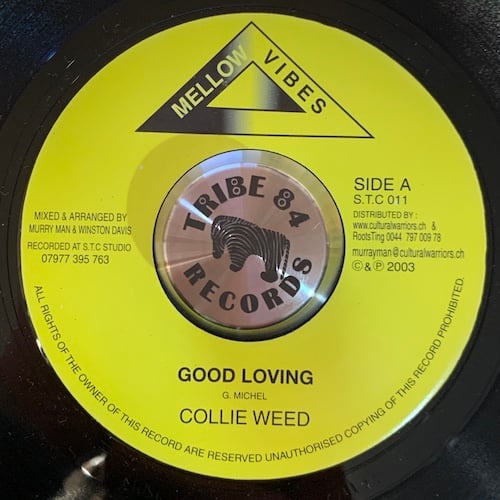 MELLOW VIBES
TRIBE 84
RECORDS
SIDE A
S.T.C 011
DISTRIBUTED BY :
www.culturalwarriors.ch &
RootsTing 0044 797 009 78
murrayman@culturalwarriors.ch
©&℗ 2003
MIXED & ARRANGED BY
MURRY MAN & WINSTON DAVIS
RECORDED AT S.T.C STUDIO
07977 395 763
GOOD LOVING
G. MICHEL
COLLIE WEED
ALL RIGHTS OF THE OWNER OF THIS RECORD ARE RESERVED UNAUTHORISED COPYING OF THIS RECORD PROHIBITED.